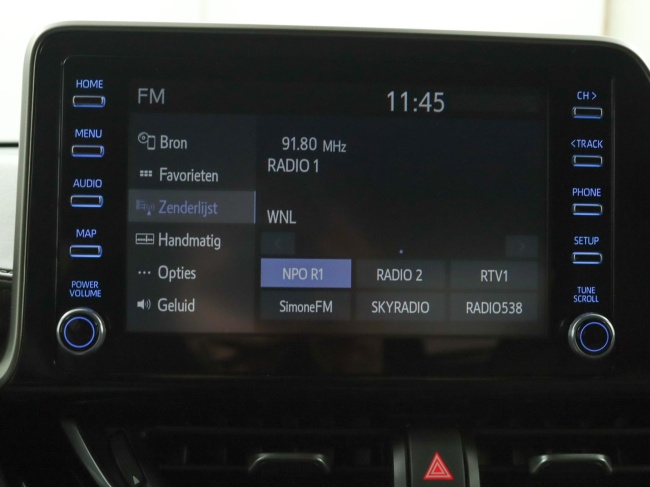 HOME
MENU
AUDIO
MAP
POWER
VOLUME
FM
11:45
Bron
Favorieten
Zenderlijst
Handmatig
Opties
Geluid
91.80 MHz
RADIO 1
WNL
NPO R1 RADIO 2 RTV1
SimoneFM SKYRADIO RADIO538
CH >
< TRACK
PHONE
SETUP
TUNE
SCROLL